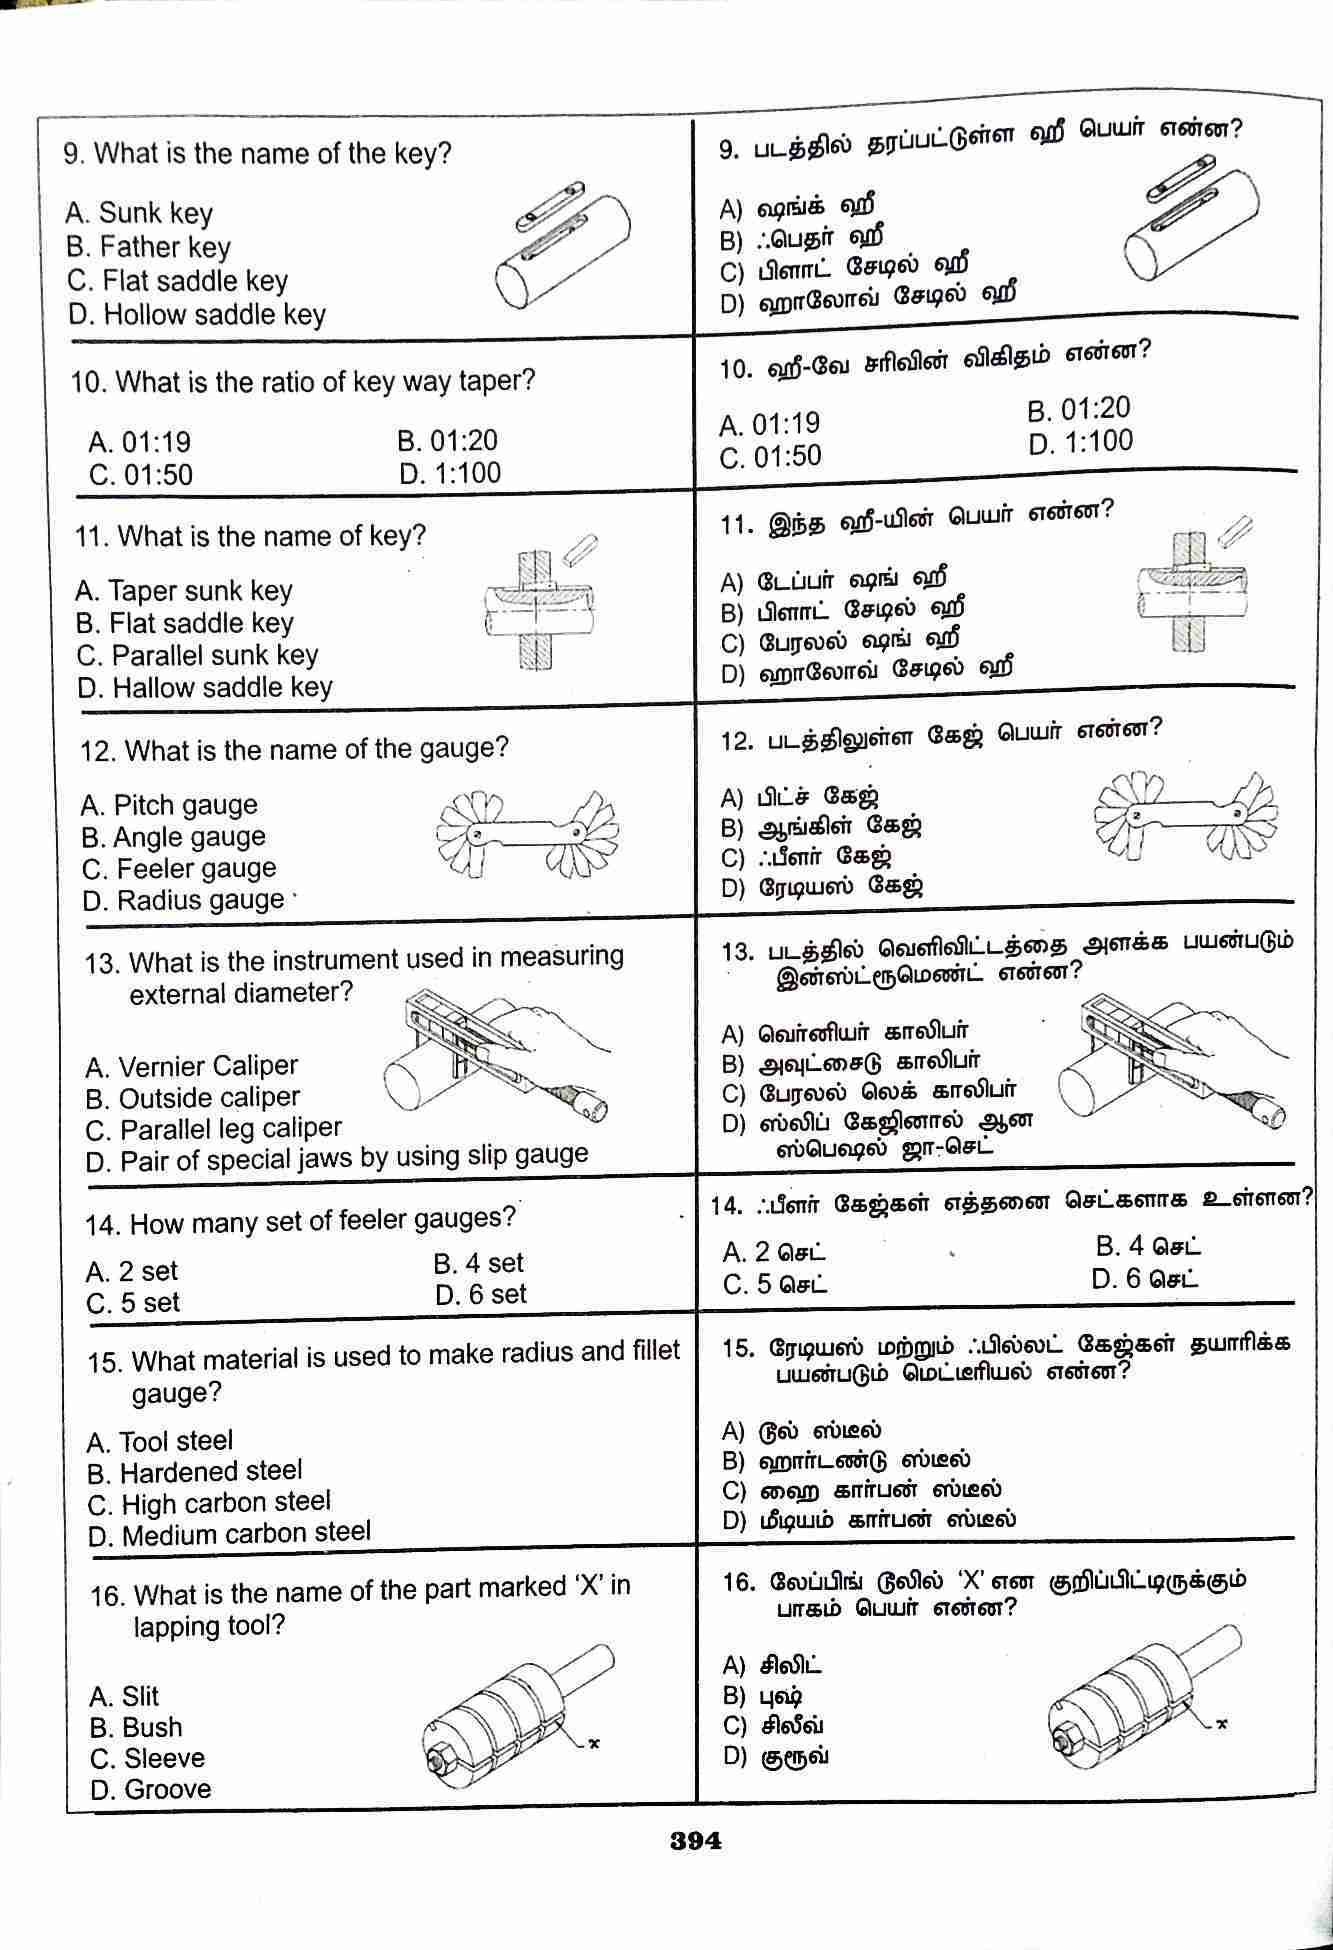 9. What is the name of the key?
A. Sunk key
B. Father key
C. Flat saddle key
D. Hollow saddle key
10. What is the ratio of key way taper?
A. 01:19 B. 01:20
C. 01:50 D. 1:100
11. What is the name of key?
A. Taper sunk key
B. Flat saddle key
C. Parallel sunk key
D. Hallow saddle key
12. What is the name of the gauge?
A. Pitch gauge
B. Angle gauge
C. Feeler gauge
D. Radius gauge
13. What is the instrument used in measuring
external diameter?
A. Vernier Caliper
B. Outside caliper
C. Parallel leg caliper
D. Pair of special jaws by using slip gauge
14. How many set of feeler gauges?
A. 2 set B. 4 set
C. 5 set D. 6 set
15. What material is used to make radius and fillet
gauge?
A. Tool steel
B. Hardened steel
C. High carbon steel
D. Medium carbon steel
16. What is the name of the part marked ‘X’ in
lapping tool?
A. Slit
B. Bush
C. Sleeve
D. Groove
x
9. படத்தில் தரப்பட்டுள்ள ஹீ பெயர் என்ன?
A) ஷங்க் ஹீ
B) ஃபெதர் ஹீ
C) பிளாட் சேடில் ஹீ
D) ஹாலோவ் சேடில் ஹீ
10. ஹீ-வே சரிவின் விகிதம் என்ன?
A. 01:19 B. 01:20
C. 01:50 D. 1:100
11. இந்த ஹீ-யின் பெயர் என்ன?
A) டேப்பர் ஷங் ஹீ
B) பிளாட் சேடில் ஹீ
C) பேரலல் ஷங் ஹீ
D) ஹாலோவ் சேடில் ஹீ
12. படத்திலுள்ள கேஜ் பெயர் என்ன?
A) பிட்ச் கேஜ்
B) ஆங்கிள் கேஜ்
C) ஃபீளர் கேஜ்
D) ரேடியஸ் கேஜ்
13. படத்தில் வெளிவிட்டத்தை அளக்க பயன்படும்
இன்ஸ்ட்ரூமெண்ட் என்ன?
A) வெர்னியர் காலிபர்
B) அவுட்சைடு காலிபர்
C) பேரலல் லெக் காலிபர்
D) ஸ்லிப் கேஜினால் ஆன
ஸ்பெஷல் ஜா-செட்
14. ஃபீளர் கேஜ்கள் எத்தனை செட்களாக உள்ளன?
A. 2 செட் B. 4 செட்
C. 5 செட் D. 6 செட்
15. ரேடியஸ் மற்றும் ஃபில்லட் கேஜ்கள் தயாரிக்க
பயன்படும் மெட்டீரியல் என்ன?
A) டூல் ஸ்டீல்
B) ஹார்டண்டு ஸ்டீல்
C) ஹை கார்பன் ஸ்டீல்
D) மீடியம் கார்பன் ஸ்டீல்
16. லேப்பிங் டூலில் ‘X’ என குறிப்பிட்டிருக்கும்
பாகம் பெயர் என்ன?
A) சிலிட்
B) புஷ்
C) சிலீவ்
D) குரூவ்
x
394